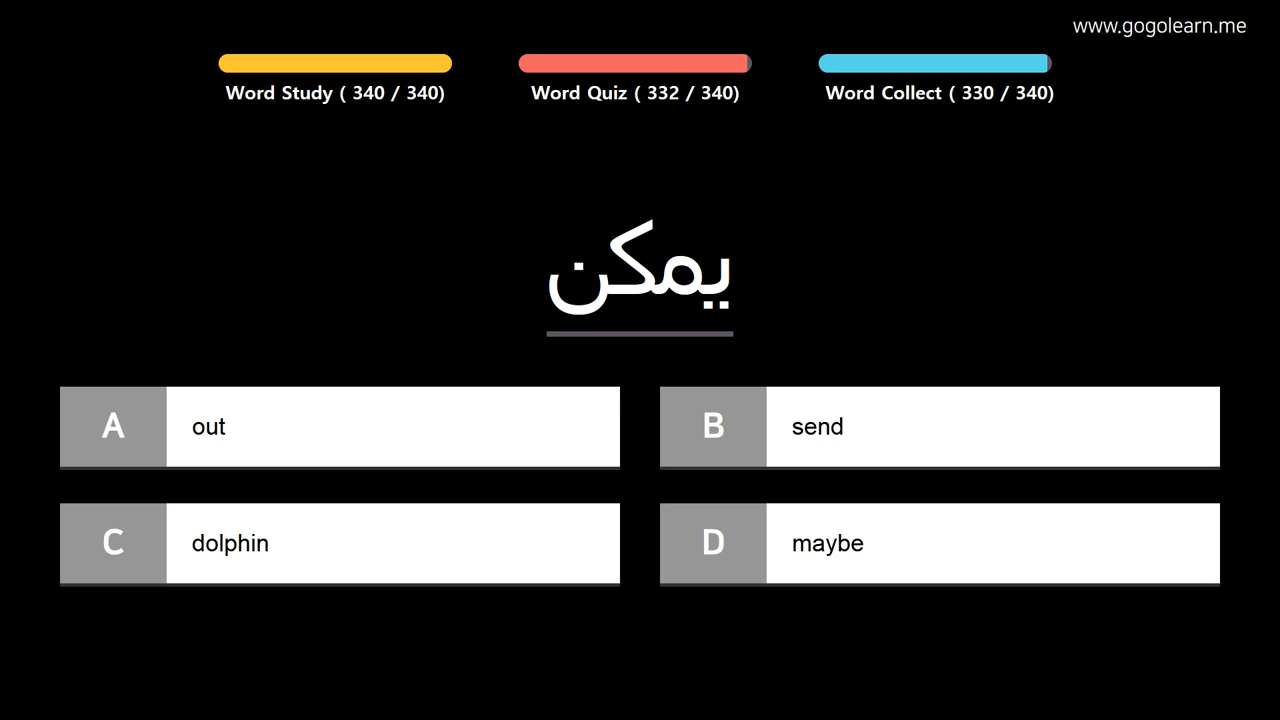 www.gogolearn.me
Word Study ( 340 / 340)
Word Quiz ( 332 / 340)
Word Collect ( 330 / 340)
يمكن
A out
B send
C dolphin
D maybe